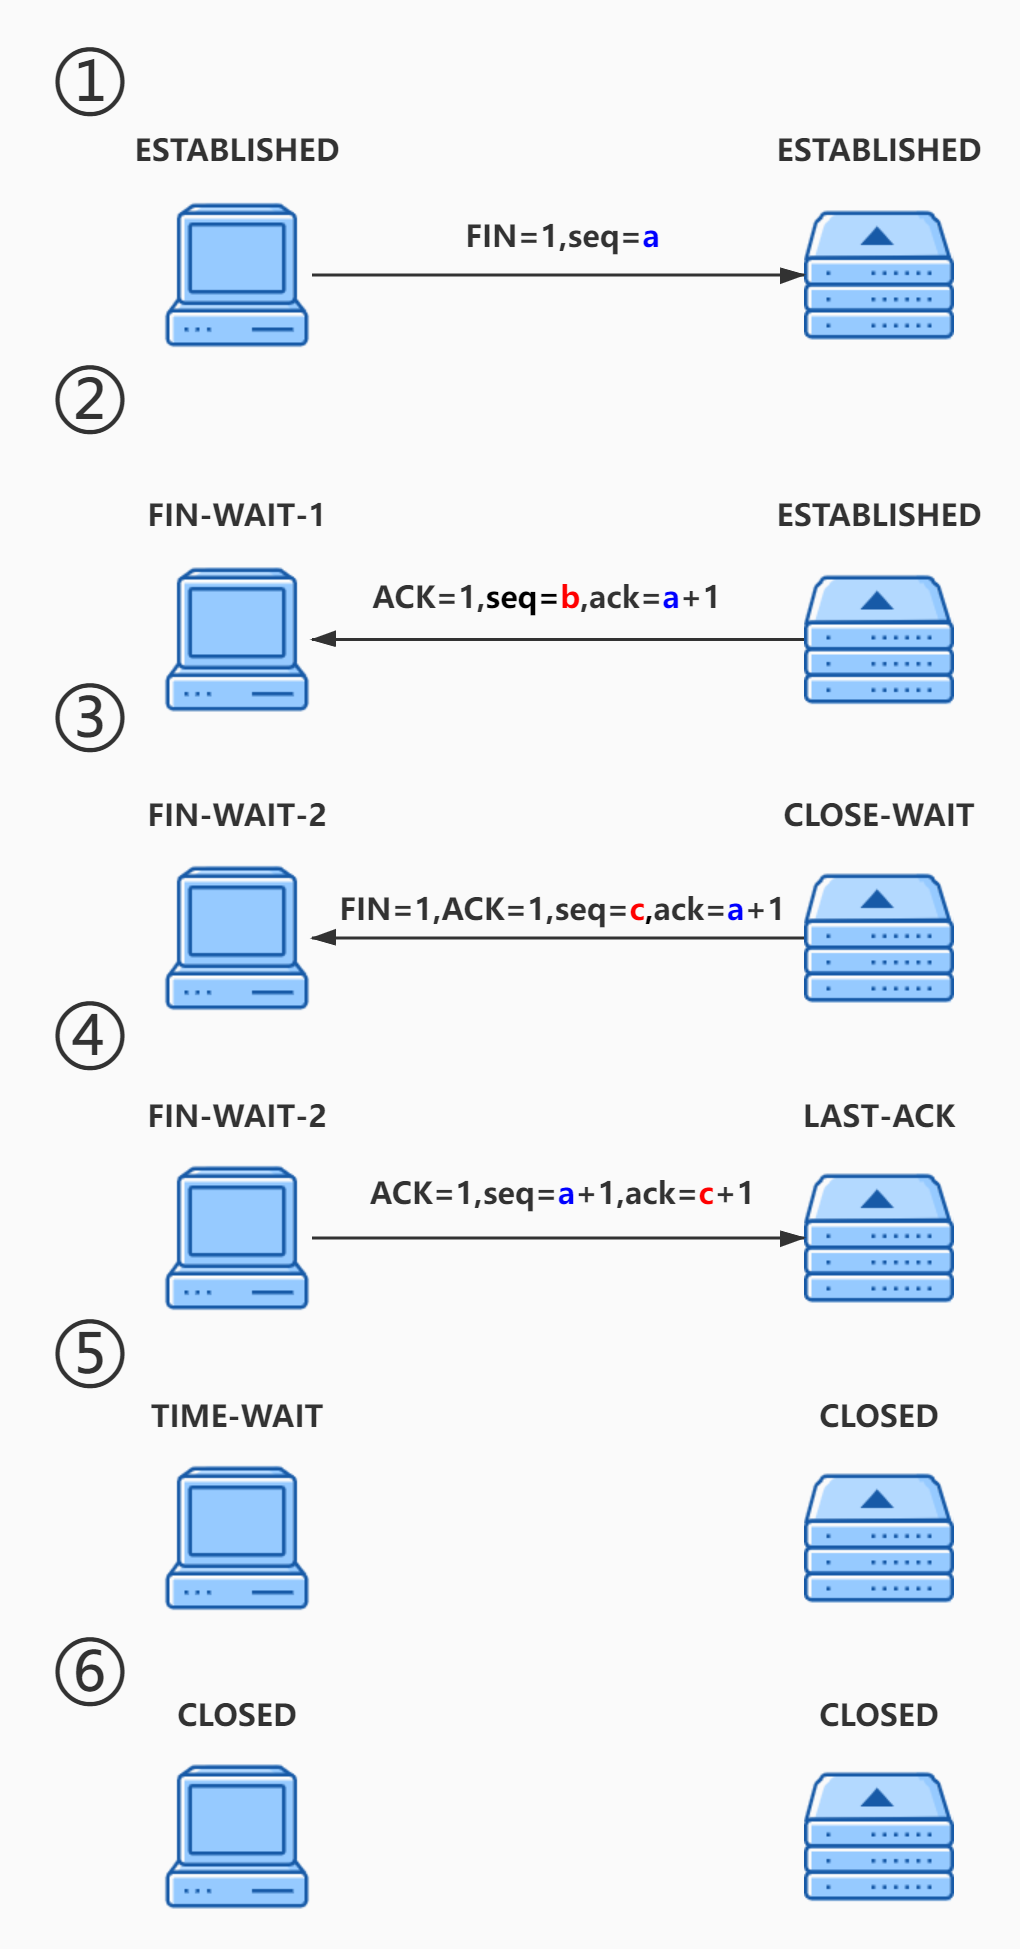 ①
ESTABLISHED ESTABLISHED
FIN=1,seq=a
②
FIN-WAIT-1 ESTABLISHED
ACK=1,seq=b,ack=a+1
③
FIN-WAIT-2 CLOSE-WAIT
FIN=1,ACK=1,seq=c,ack=a+1
④
FIN-WAIT-2 LAST-ACK
ACK=1,seq=a+1,ack=c+1
⑤
TIME-WAIT CLOSED
⑥
CLOSED CLOSED